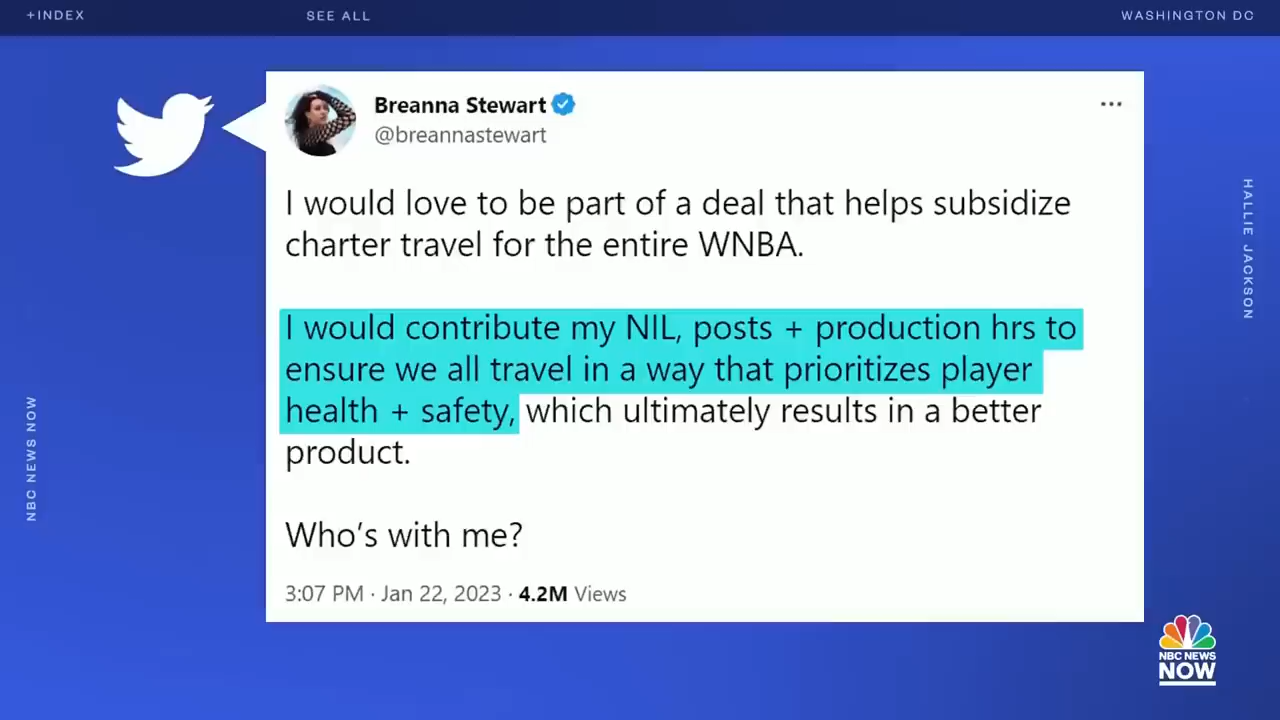 +INDEX
SEE ALL
WASHINGTON DC
Breanna Stewart
@breannastewart
I would love to be part of a deal that helps subsidize
charter travel for the entire WNBA.
I would contribute my NIL, posts + production hrs to
ensure we all travel in a way that prioritizes player
health + safety, which ultimately results in a better
product.
Who's with me?
3:07 PM · Jan 22, 2023 · 4.2M Views
HALLIE JACKSON
NBC NEWS NOW
NBC NEWS
NOW